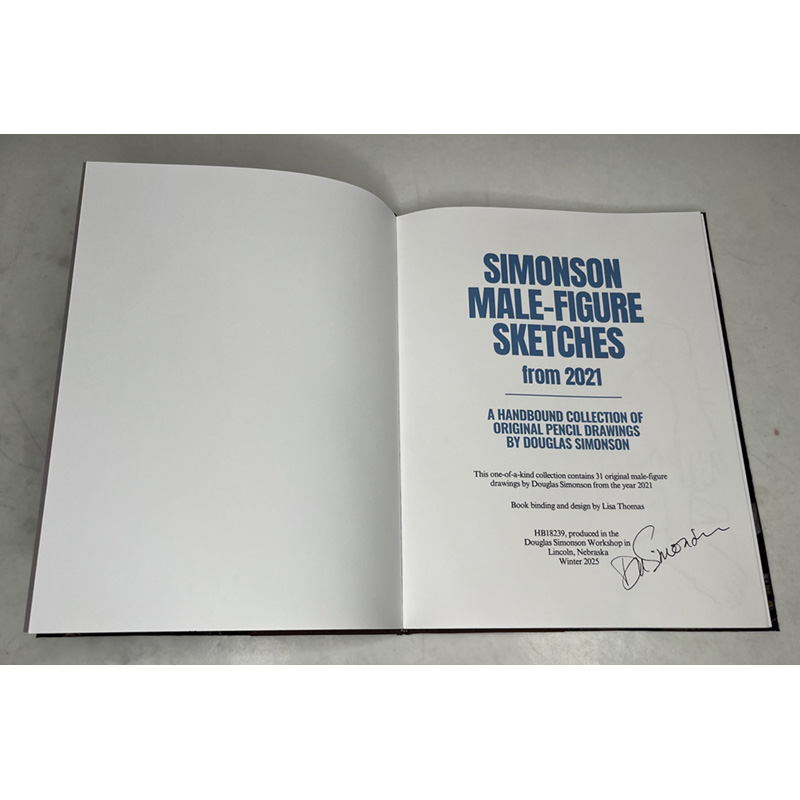 SIMONSON
MALE-FIGURE
SKETCHES
from 2021
A HANDBOUND COLLECTION OF
ORIGINAL PENCIL DRAWINGS
BY DOUGLAS SIMONSON
This one-of-a-kind collection contains 31 original male-figure
drawings by Douglas Simonson from the year 2021
Book binding and design by Lisa Thomas
HB18239, produced in the
Douglas Simonson Workshop in
Lincoln, Nebraska
Winter 2025
D Simonson